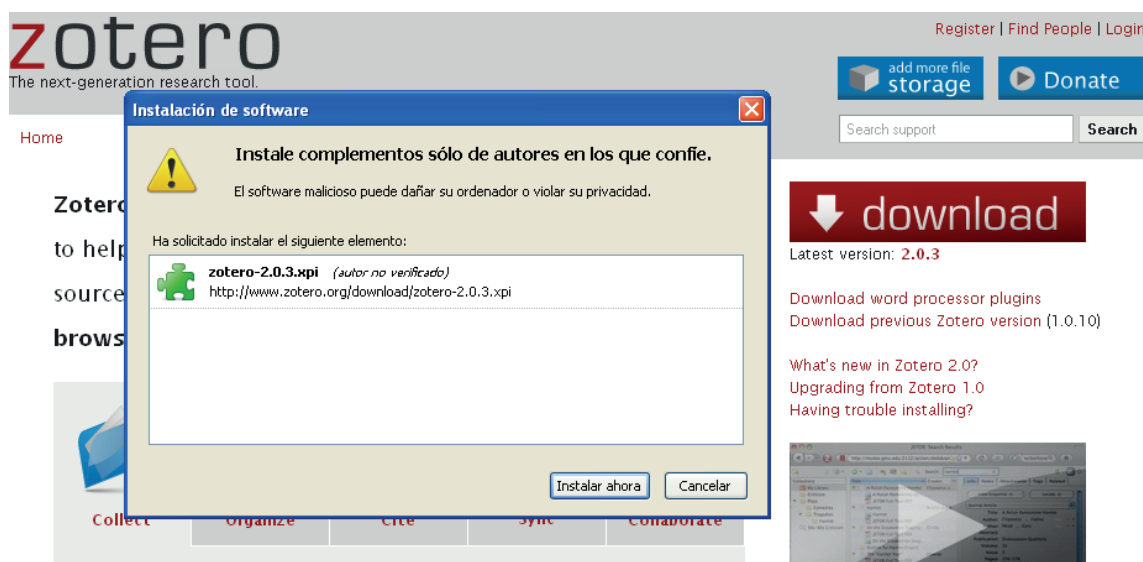 zotero
The next-generation research tool.
Register | Find People | Login
add more file
storage
Donate
Search support
Search
Home
Instalación de software
Instale complementos sólo de autores en los que confíe.
El software malicioso puede dañar su ordenador o violar su privacidad.
Ha solicitado instalar el siguiente elemento:
zotero-2.0.3.xpi (autor no verificado)
http://www.zotero.org/download/zotero-2.0.3.xpi
Instalar ahora
Cancelar
Zotero
to help
source
brows
Collect
Organize
Cite
Sync
Collaborate
download
Latest version: 2.0.3
Download word processor plugins
Download previous Zotero version (1.0.10)
What's new in Zotero 2.0?
Upgrading from Zotero 1.0
Having trouble installing?